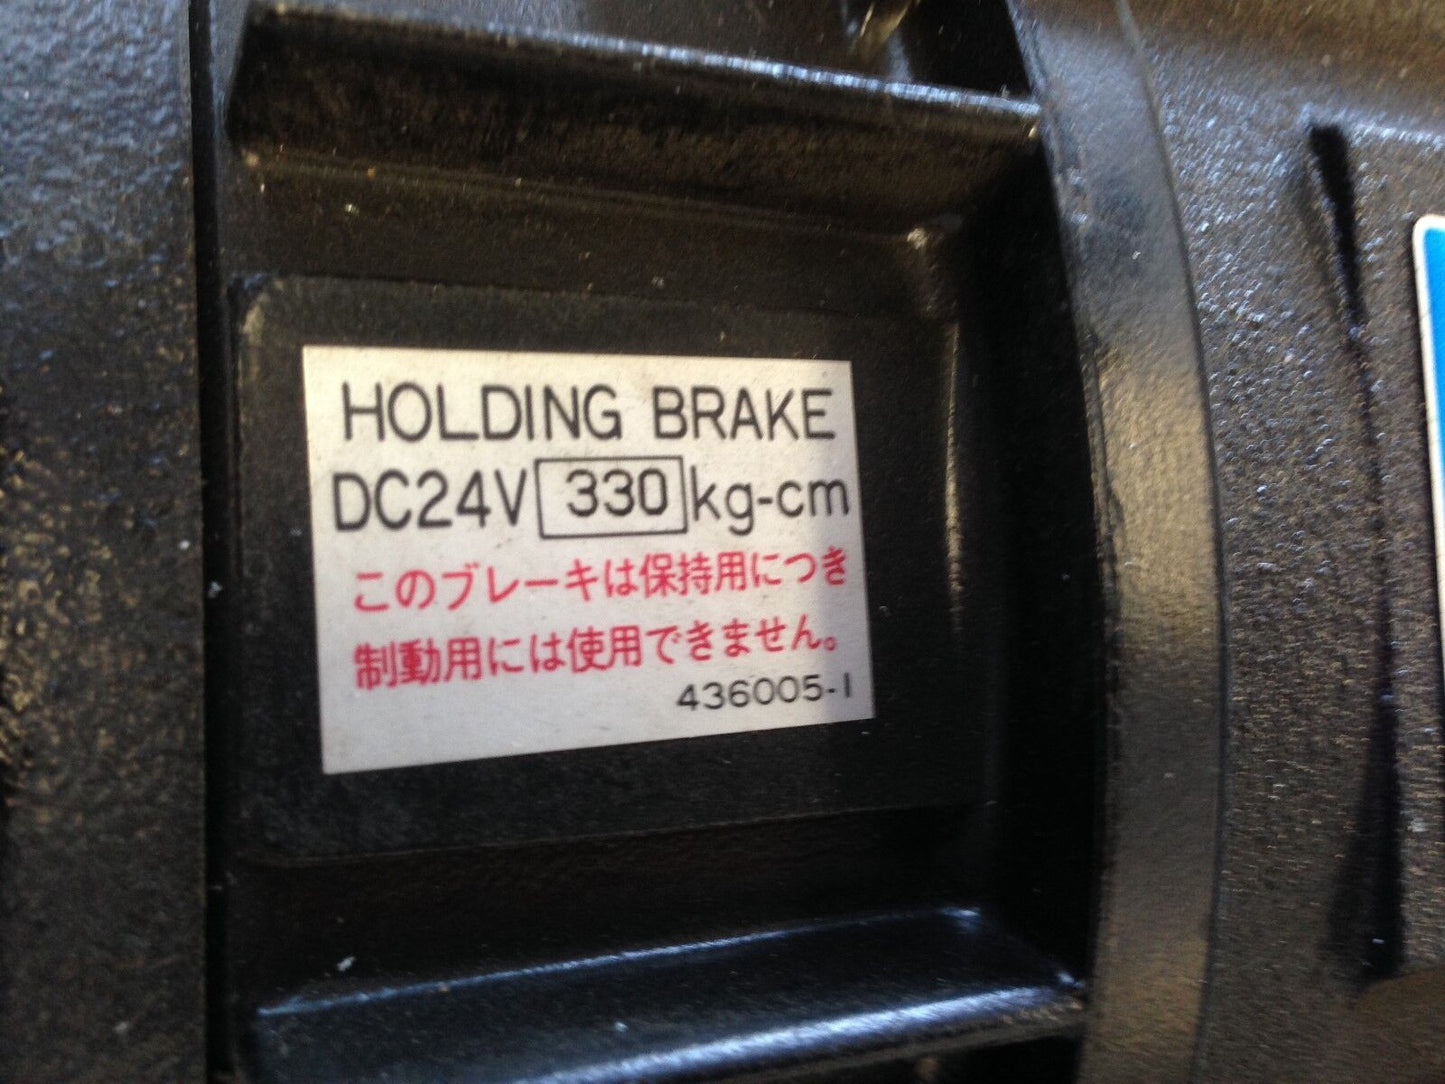 HOLDING BRAKE
DC24V 330 kg-cm
このブレーキは保持用につき
制動用には使用できません。
436005-1